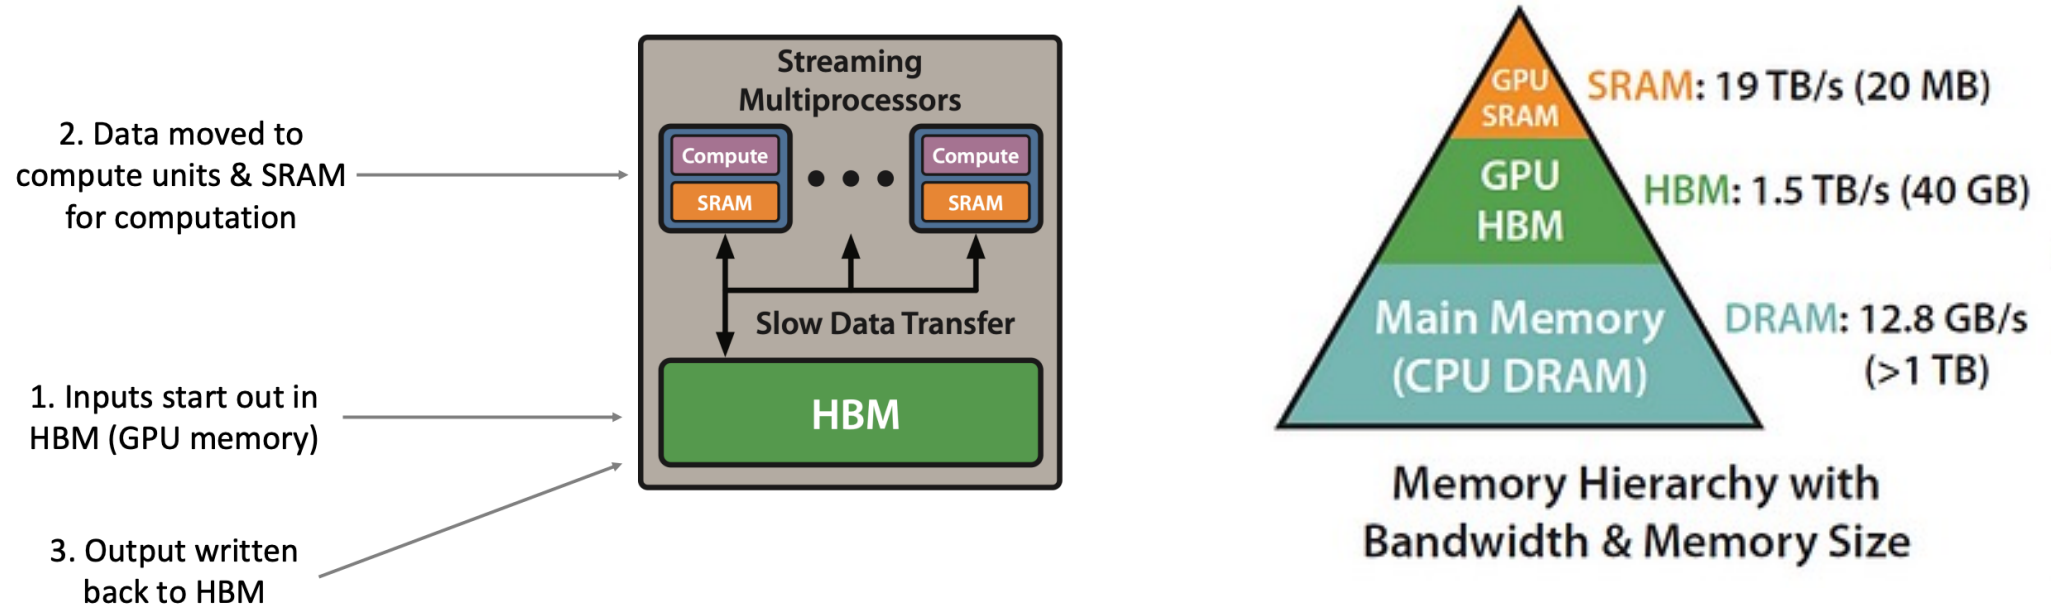 2. Data moved to
compute units & SRAM
for computation
1. Inputs start out in
HBM (GPU memory)
3. Output written
back to HBM
Streaming
Multiprocessors
Compute
SRAM
Compute
SRAM
Slow Data Transfer
HBM
GPU
SRAM
SRAM: 19 TB/s (20 MB)
GPU
HBM
HBM: 1.5 TB/s (40 GB)
Main Memory
(CPU DRAM)
DRAM: 12.8 GB/s
(>1 TB)
Memory Hierarchy with
Bandwidth & Memory Size